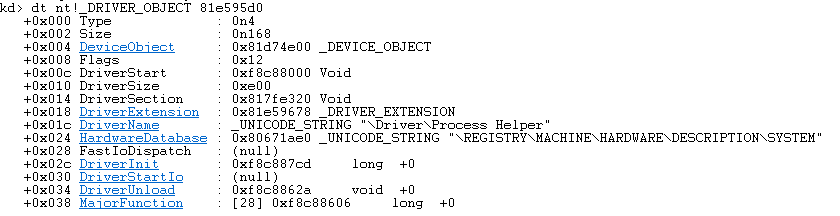 kd> dt nt!_DRIVER_OBJECT 81e595d0
+0x000 Type : 0n4
+0x002 Size : 0n168
+0x004 DeviceObject : 0x81d74e00 _DEVICE_OBJECT
+0x008 Flags : 0x12
+0x00c DriverStart : 0xf8c88000 Void
+0x010 DriverSize : 0xe00
+0x014 DriverSection : 0x817fe320 Void
+0x018 DriverExtension : 0x81e59678 _DRIVER_EXTENSION
+0x01c DriverName : _UNICODE_STRING "\Driver\Process Helper"
+0x024 HardwareDatabase : 0x80671ae0 _UNICODE_STRING "\REGISTRY\MACHINE\HARDWARE\DESCRIPTION\SYSTEM"
+0x028 FastIoDispatch : (null)
+0x02c DriverInit : 0xf8c887cd long +0
+0x030 DriverStartIo : (null)
+0x034 DriverUnload : 0xf8c8862a void +0
+0x038 MajorFunction : [28] 0xf8c88606 long +0